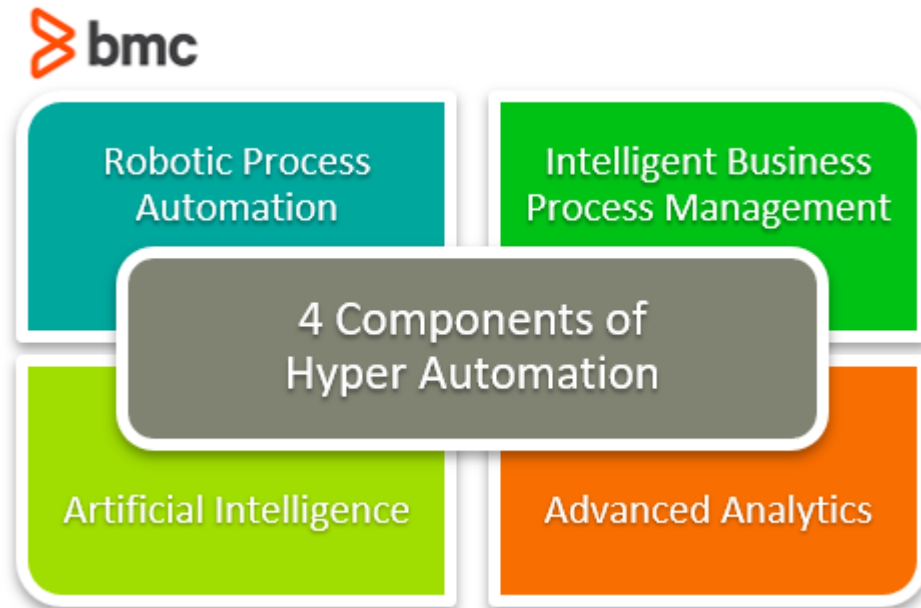 bmc
Robotic Process
Automation
Intelligent Business
Process Management
4 Components of
Hyper Automation
Artificial Intelligence
Advanced Analytics